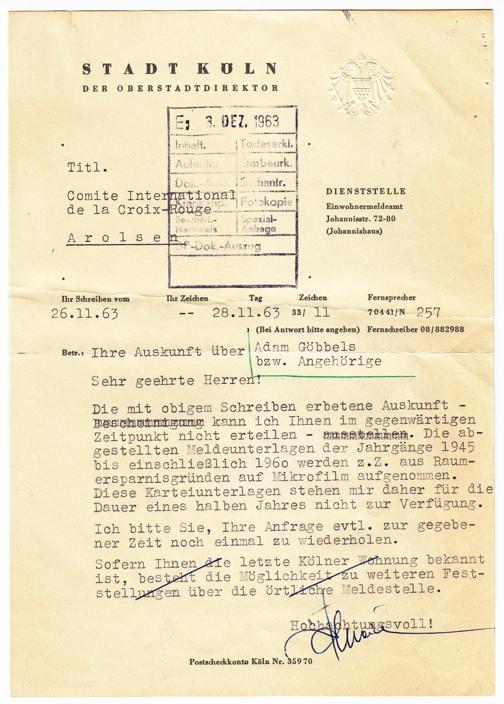 STADT KÖLN
DER OBERSTADTDIREKTOR
E; 3. DEZ. 1963
Inhaft. Todeserkl.
Sterbeurk.
Fotokopie
Spezial-
Anfrage
DP-Dok.-Auszug
Titl.
Comite International
de la Croix-Rouge
Arolsen
DIENSTSTELLE
Einwohnermeldeamt
Johannisstr. 72-80
(Johannishaus)
Ihr Schreiben vom Ihr Zeichen Tag Zeichen Fernsprecher
26.11.63 -- 28.11.63 33/ 11 70441/N 257
(Bei Antwort bitte angeben) Fernschreiber 08/882988
Betr.: Ihre Auskunft über Adam Göbbels
bzw. Angehörige
Sehr geehrte Herren!
Die mit obigem Schreiben erbetene Auskunft -
Bescheinigung kann ich Ihnen im gegenwärtigen
Zeitpunkt nicht erteilen - ausstellen. Die ab-
gestellten Meldeunterlagen der Jahrgänge 1945
bis einschließlich 196o werden z.Z. aus Raum-
ersparnisgründen auf Mikrofilm aufgenommen.
Diese Karteiunterlagen stehen mir daher für die
Dauer eines halben Jahres nicht zur Verfügung.
Ich bitte Sie, Ihre Anfrage evtl. zur gegebe-
ner Zeit noch einmal zu wiederholen.
Sofern Ihnen die letzte Kölner Wohnung bekannt
ist, besteht die Möglichkeit zu weiteren Fest-
stellungen über die örtliche Meldestelle.
Hochachtungsvoll!
Postscheckkonto Köln Nr. 35970